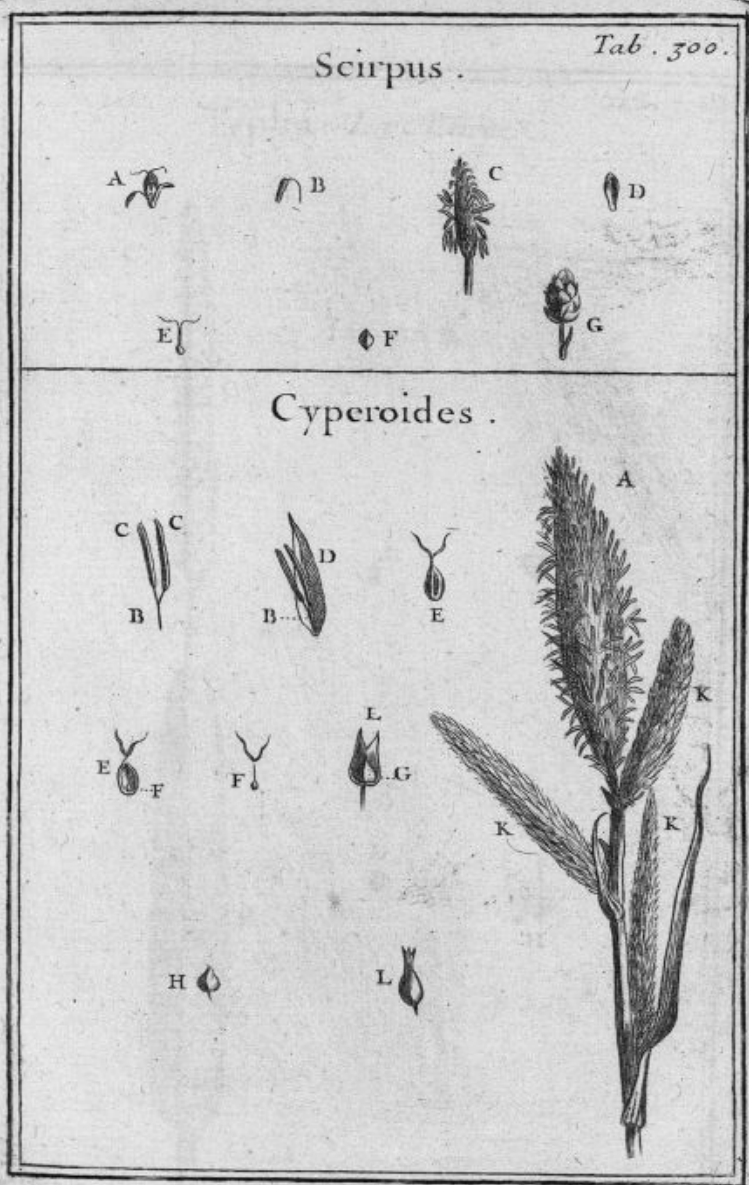 Tab. 300.
Scirpus.
A B C D
E F G
Cyperoides.
A
C C D
B B E
K
L
E F F G
K K
H L